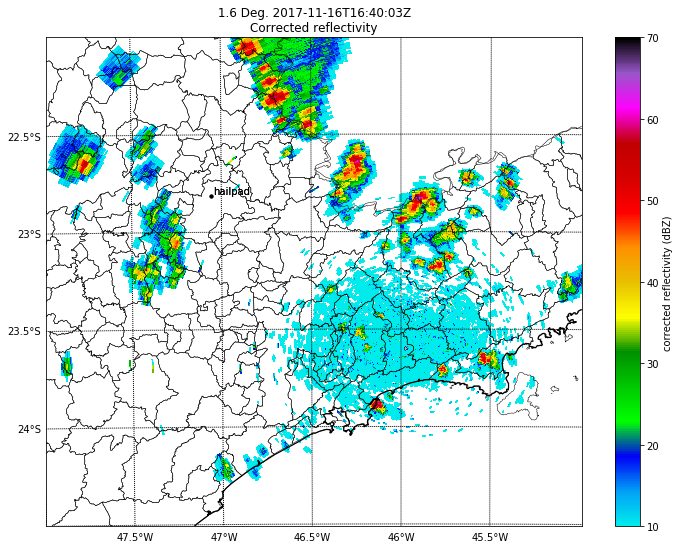 1.6 Deg. 2017-11-16T16:40:03Z
Corrected reflectivity
22.5°S
23°S
23.5°S
24°S
hailpad
47.5°W
47°W
46.5°W
46°W
45.5°W
70
60
50
40
30
20
10
corrected reflectivity (dBZ)